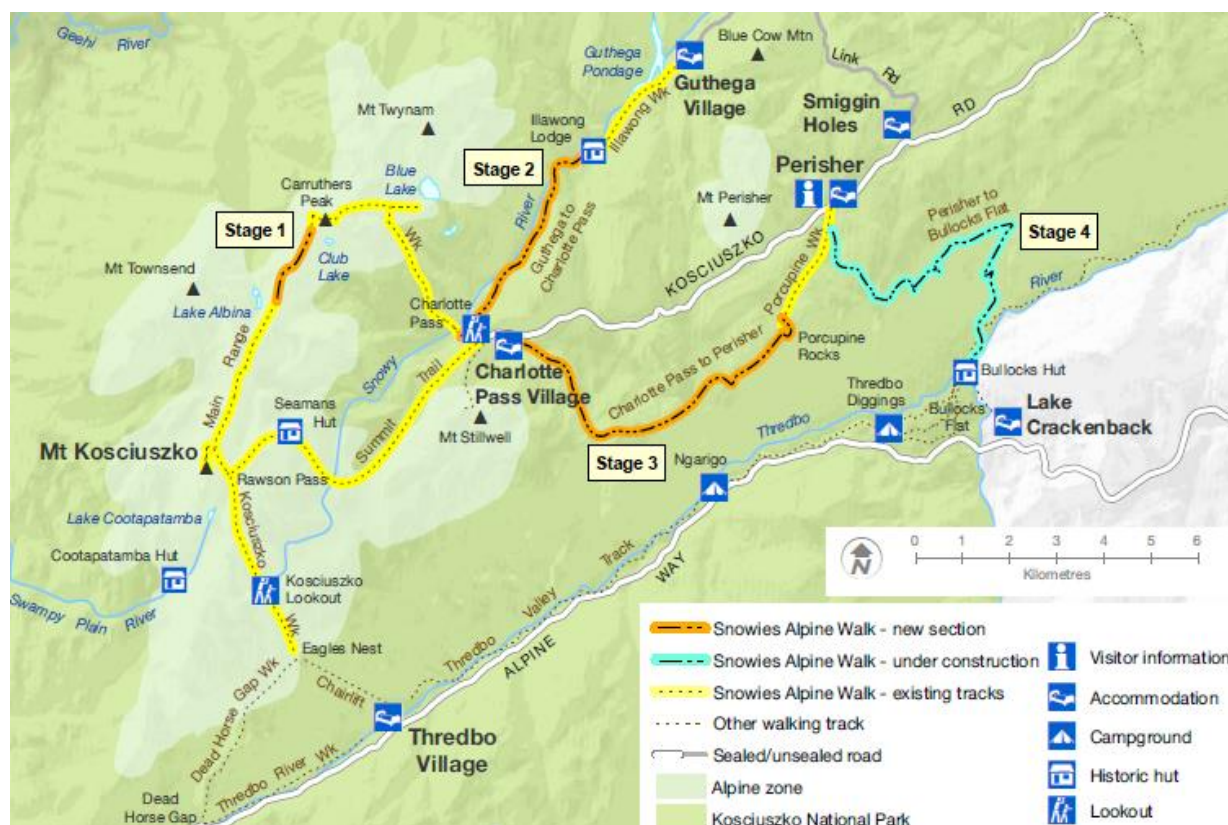 Geehi River
Guthega
Pondage
Blue Cow Mtn
Link Rd
Guthega
Village
Smiggin
Holes
RD
Mt Twynam
Illawong
Lodge
Illawong Wk
Stage 2
Perisher
Mt Perisher
Blue
Lake
Carruthers
Peak
Stage 1
Club
Lake
Wk
River
Guthega to
Charlotte Pass
Perisher to
Bullocks Flat
Stage 4
Mt Townsend
Lake Albina
KOSCIUSZKO
Porcupine Wk
River
Charlotte
Pass
Range
Snowy
Charlotte
Pass Village
Charlotte Pass to Perisher
Porcupine
Rocks
Trail
Main
Seamans
Hut
Summit
Mt Stillwell
Thredbo
Diggings
Bullocks Hut
Bullocks'
Flat
Lake
Crackenback
Mt Kosciuszko
Stage 3
Thredbo
Rawson Pass
Ngarigo
Kosciuszko
Lake Cootapatamba
Cootapatamba Hut
Track
WAY
Swampy Plain River
Kosciuszko
Lookout
Wk
Valley
Eagles Nest
Thredbo
ALPINE
Chairlift
Dead Horse Gap Wk
Thredbo
Village
Thredbo River Wk
Dead
Horse Gap
N
0 1 2 3 4 5 6
Kilometres
Snowies Alpine Walk - new section
Snowies Alpine Walk - under construction
Snowies Alpine Walk - existing tracks
Other walking track
Sealed/unsealed road
Alpine zone
Kosciuszko National Park
Visitor information
Accommodation
Campground
Historic hut
Lookout